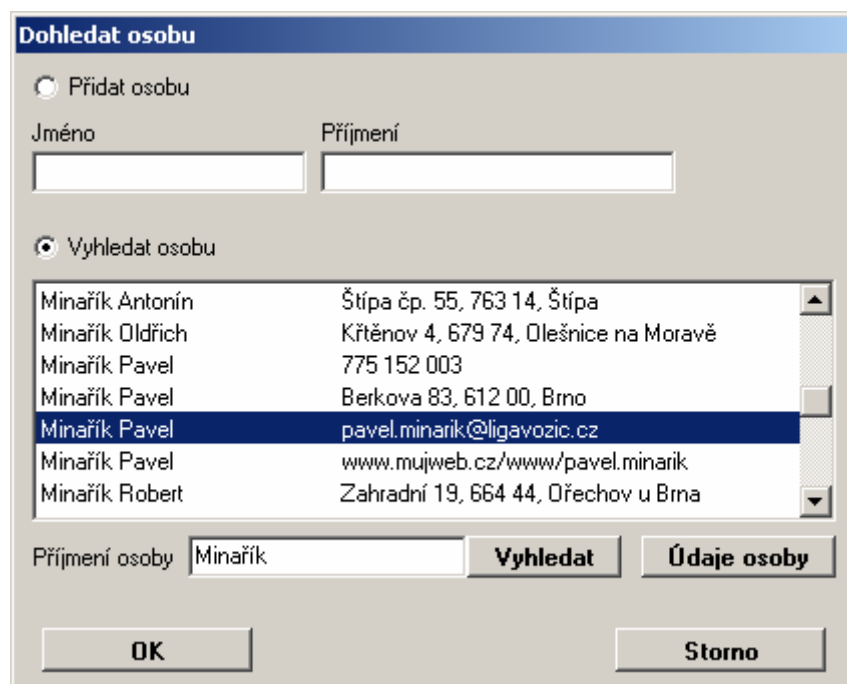 Dohledat osobu
Přidat osobu
Jméno Příjmení
Vyhledat osobu
Minařík Antonín Štípa čp. 55, 763 14, Štípa
Minařík Oldřich Křtěnov 4, 679 74, Olešnice na Moravě
Minařík Pavel 775 152 003
Minařík Pavel Berkova 83, 612 00, Brno
Minařík Pavel pavel.minarik@ligavozic.cz
Minařík Pavel www.mujweb.cz/www/pavel.minarik
Minařík Robert Zahradní 19, 664 44, Ořechov u Brna
Příjmení osoby Minařík Vyhledat Údaje osoby
OK Storno